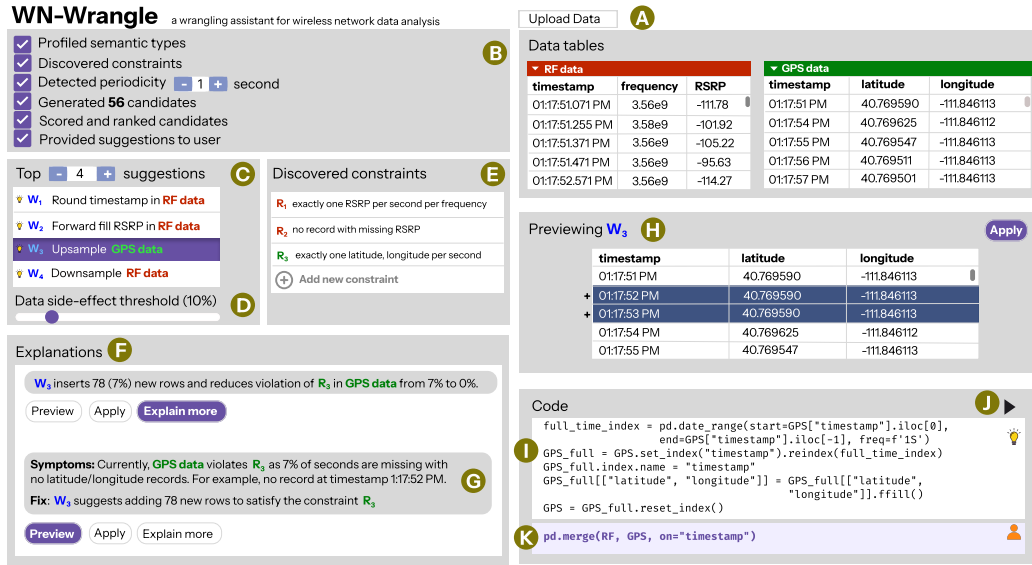 WN-Wrangle a wrangling assistant for wireless network data analysis
B
Profiled semantic types
Discovered constraints
Detected periodicity - 1 + second
Generated 56 candidates
Scored and ranked candidates
Provided suggestions to user
Top - 4 + suggestions C
W1 Round timestamp in RF data
W2 Forward fill RSRP in RF data
W3 Upsample GPS data
W4 Downsample RF data
Data side-effect threshold (10%) D
Discovered constraints E
R1 exactly one RSRP per second per frequency
R2 no record with missing RSRP
R3 exactly one latitude, longitude per second
+ Add new constraint
Explanations F
W3 inserts 78 (7%) new rows and reduces violation of R3 in GPS data from 7% to 0%.
Preview Apply Explain more
Symptoms: Currently, GPS data violates R3 as 7% of seconds are missing with
no latitude/longitude records. For example, no record at timestamp 1:17:52 PM.
G
Fix: W3 suggests adding 78 new rows to satisfy the constraint R3
Preview Apply Explain more
Upload Data A
Data tables
RF data
timestamp frequency RSRP
01:17:51.071 PM 3.56e9 -111.78
01:17:51.255 PM 3.58e9 -101.92
01:17:51.371 PM 3.56e9 -105.22
01:17:51.471 PM 3.56e9 -95.63
01:17:52.571 PM 3.56e9 -114.27
GPS data
timestamp latitude longitude
01:17:51 PM 40.769590 -111.846113
01:17:54 PM 40.769625 -111.846112
01:17:55 PM 40.769547 -111.846113
01:17:56 PM 40.769511 -111.846113
01:17:57 PM 40.769501 -111.846113
Previewing W3 H Apply
timestamp latitude longitude
01:17:51 PM 40.769590 -111.846113
+ 01:17:52 PM 40.769590 -111.846113
+ 01:17:53 PM 40.769590 -111.846113
01:17:54 PM 40.769625 -111.846112
01:17:55 PM 40.769547 -111.846113
Code J
I
full_time_index = pd.date_range(start=GPS["timestamp"].iloc[0],
end=GPS["timestamp"].iloc[-1], freq=f'1S')
GPS_full = GPS.set_index("timestamp").reindex(full_time_index)
GPS_full.index.name = "timestamp"
GPS_full[["latitude", "longitude"]] = GPS_full[["latitude",
"longitude"]].ffill()
GPS = GPS_full.reset_index()
K pd.merge(RF, GPS, on="timestamp")